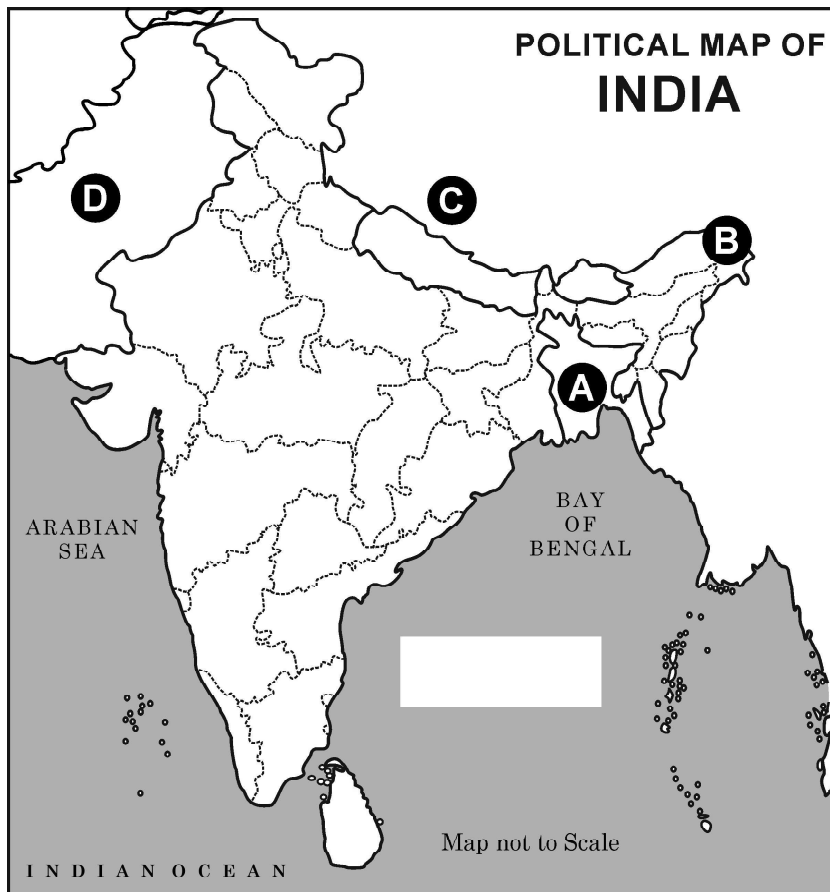 POLITICAL MAP OF
INDIA
D
C
B
A
ARABIAN
SEA
BAY
OF
BENGAL
Map not to Scale
INDIAN OCEAN